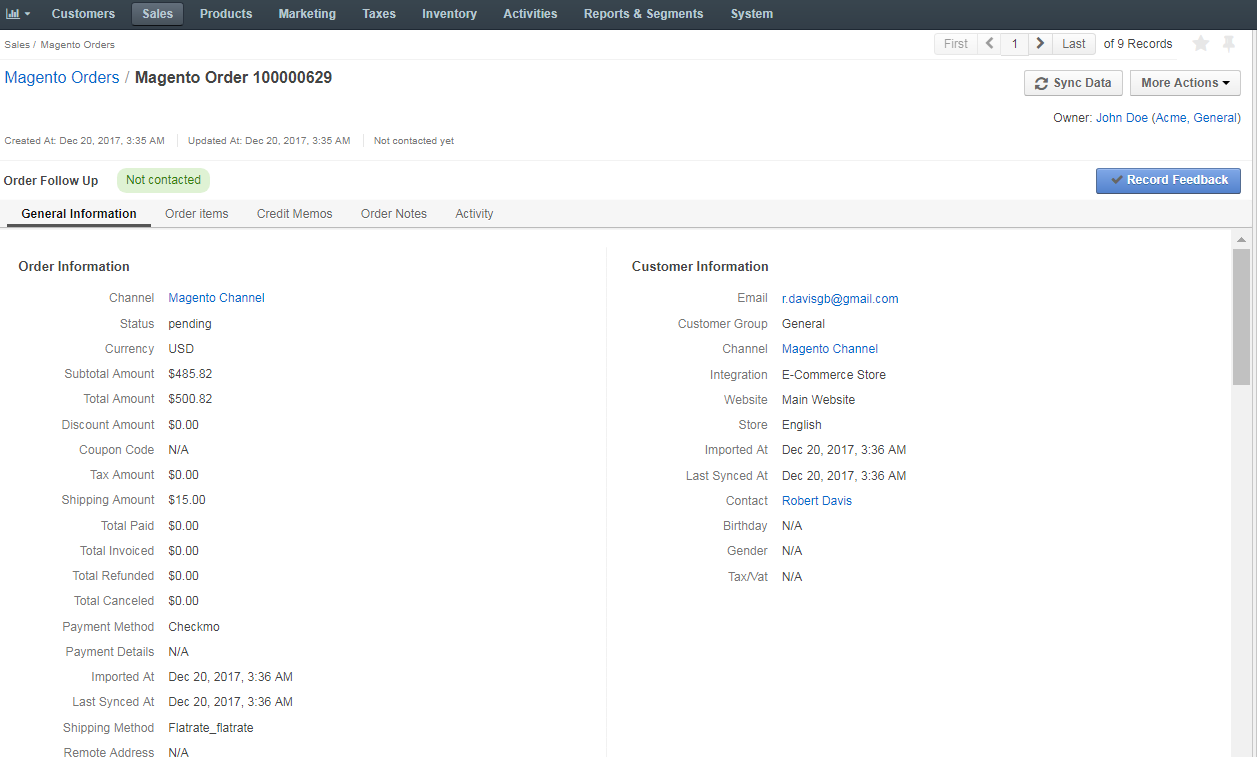 Customers Sales Products Marketing Taxes Inventory Activities Reports & Segments System
Sales / Magento Orders
First 1 Last of 9 Records
Magento Orders / Magento Order 100000629
Sync Data More Actions
Owner: John Doe (Acme, General)
Created At: Dec 20, 2017, 3:35 AM Updated At: Dec 20, 2017, 3:35 AM Not contacted yet
Order Follow Up Not contacted Record Feedback
General Information Order items Credit Memos Order Notes Activity
Order Information
Channel Magento Channel
Status pending
Currency USD
Subtotal Amount $485.82
Total Amount $500.82
Discount Amount $0.00
Coupon Code N/A
Tax Amount $0.00
Shipping Amount $15.00
Total Paid $0.00
Total Invoiced $0.00
Total Refunded $0.00
Total Canceled $0.00
Payment Method Checkmo
Payment Details N/A
Imported At Dec 20, 2017, 3:36 AM
Last Synced At Dec 20, 2017, 3:36 AM
Shipping Method Flatrate_flatrate
Remote Address N/A
Customer Information
Email r.davisgb@gmail.com
Customer Group General
Channel Magento Channel
Integration E-Commerce Store
Website Main Website
Store English
Imported At Dec 20, 2017, 3:36 AM
Last Synced At Dec 20, 2017, 3:36 AM
Contact Robert Davis
Birthday N/A
Gender N/A
Tax/Vat N/A